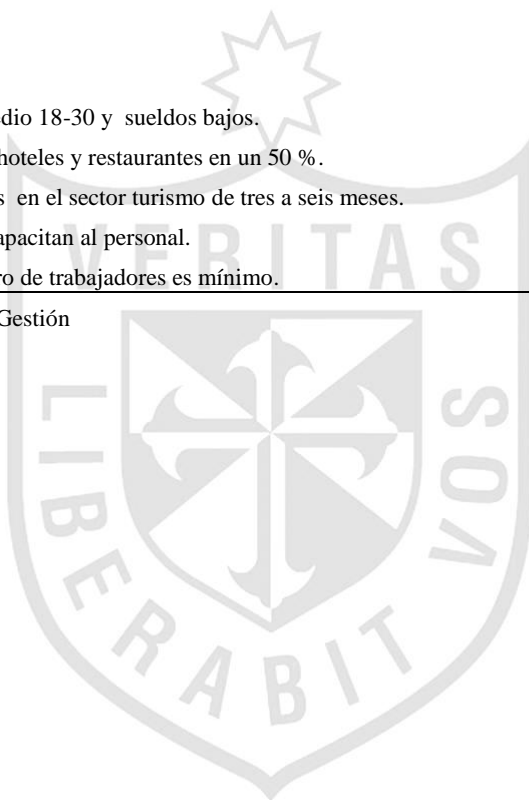 edio 18-30 y sueldos bajos.
hoteles y restaurantes en un 50 %.
s en el sector turismo de tres a seis meses.
apacitan al personal.
ro de trabajadores es mínimo.
Gestión
VERITAS
LIBERABIT VOS